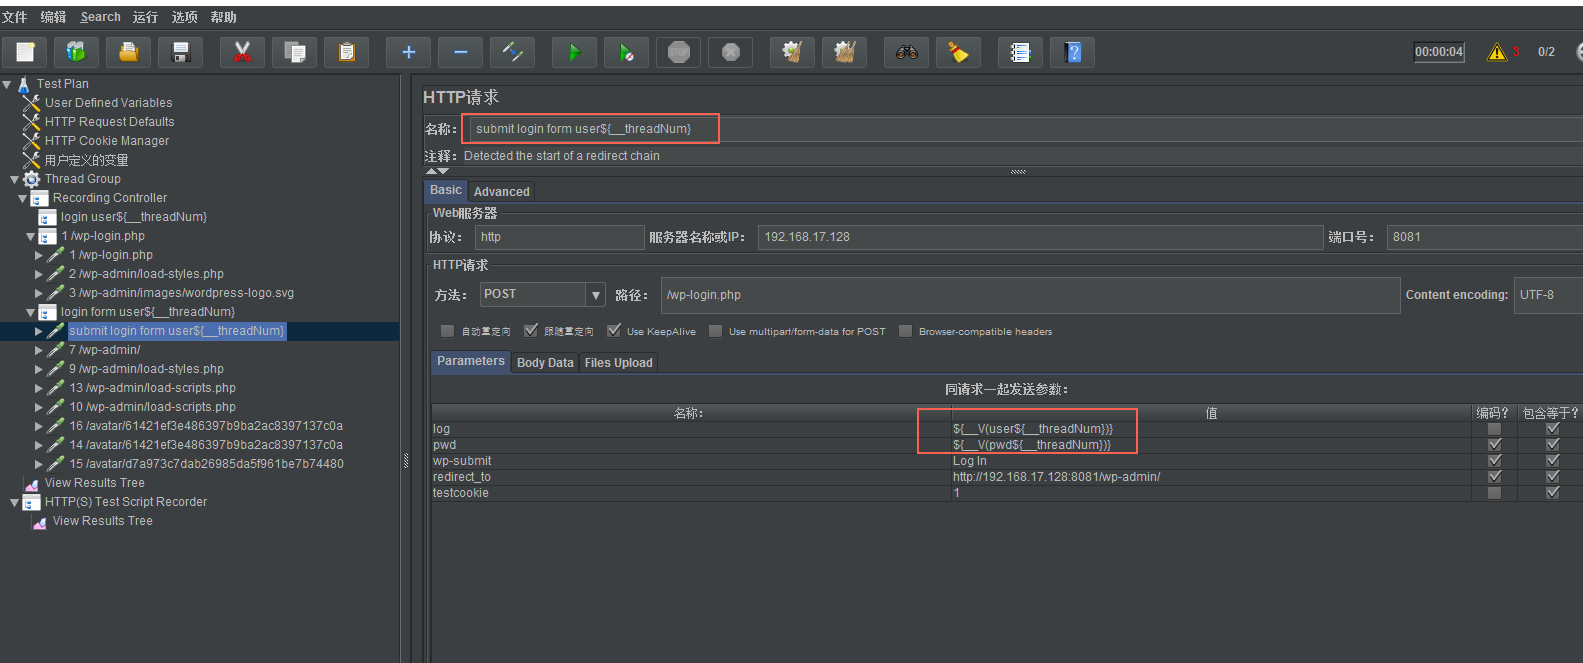 文件 编辑 Search 运行 选项 帮助
00:00:04 3 0/2
Test Plan
User Defined Variables
HTTP Request Defaults
HTTP Cookie Manager
用户定义的变量
Thread Group
Recording Controller
login user${__threadNum}
1 /wp-login.php
1 /wp-login.php
2 /wp-admin/load-styles.php
3 /wp-admin/images/wordpress-logo.svg
login form user${__threadNum}
submit login form user${__threadNum}
7 /wp-admin/
9 /wp-admin/load-styles.php
13 /wp-admin/load-scripts.php
10 /wp-admin/load-scripts.php
16 /avatar/61421ef3e486397b9ba2ac8397137c0a
14 /avatar/61421ef3e486397b9ba2ac8397137c0a
15 /avatar/d7a973c7dab26985da5f961be7b74480
View Results Tree
HTTP(S) Test Script Recorder
View Results Tree
HTTP请求
名称： submit login form user${__threadNum}
注释： Detected the start of a redirect chain
Basic Advanced
Web服务器
协议： http 服务器名称或IP： 192.168.17.128 端口号： 8081
HTTP请求
方法： POST 路径： /wp-login.php Content encoding: UTF-8
自动重定向 跟随重定向 Use KeepAlive Use multipart/form-data for POST Browser-compatible headers
Parameters Body Data Files Upload
同请求一起发送参数：
名称： 值 编码? 包含等于?
log ${__V(user${__threadNum})}
pwd ${__V(pwd${__threadNum})}
wp-submit Log In
redirect_to http://192.168.17.128:8081/wp-admin/
testcookie 1